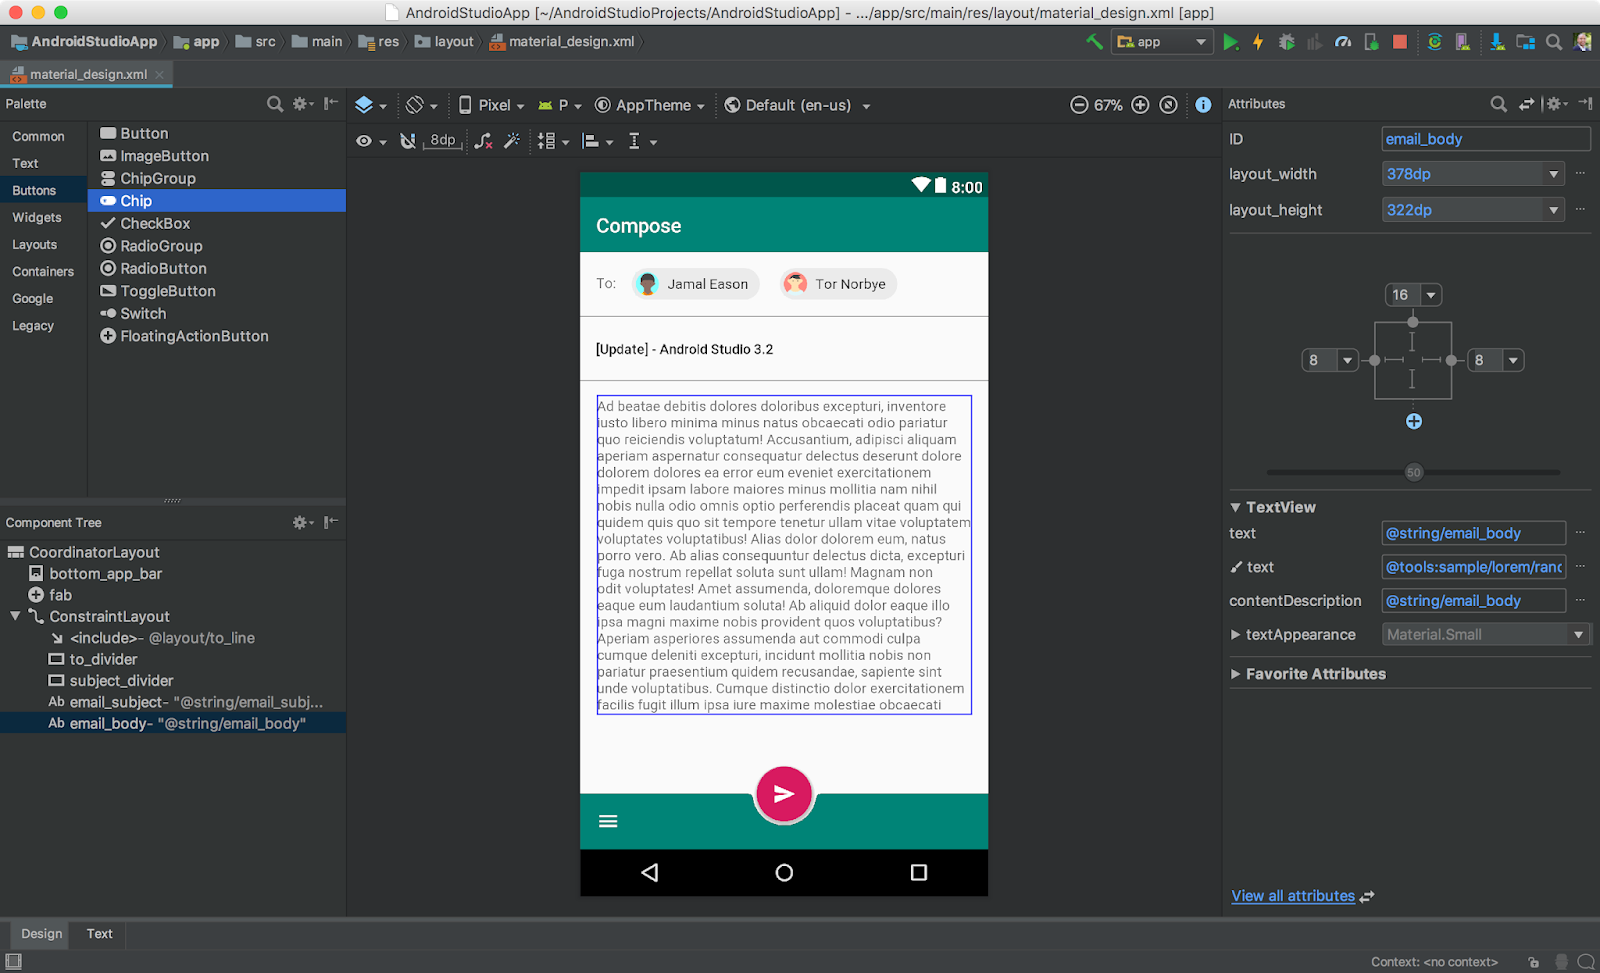 AndroidStudioApp [~/AndroidStudioProjects/AndroidStudioApp] - .../app/src/main/res/layout/material_design.xml [app]
AndroidStudioApp app src main res layout material_design.xml app
material_design.xml
Palette
Common
Text
Buttons
Widgets
Layouts
Containers
Google
Legacy
Button
ImageButton
ChipGroup
Chip
CheckBox
RadioGroup
RadioButton
ToggleButton
Switch
FloatingActionButton
Component Tree
CoordinatorLayout
bottom_app_bar
fab
ConstraintLayout
<include>- @layout/to_line
to_divider
subject_divider
Ab email_subject- "@string/email_subj...
Ab email_body- "@string/email_body"
Pixel P AppTheme Default (en-us) 67%
8dp
8:00
Compose
To: Jamal Eason Tor Norbye
[Update] - Android Studio 3.2
Ad beatae debitis dolores doloribus excepturi, inventore
iusto libero minima minus natus obcaecati odio pariatur
quo reiciendis voluptatum! Accusantium, adipisci aliquam
aperiam aspernatur consequatur delectus deserunt dolore
dolorem dolores ea error eum eveniet exercitationem
impedit ipsam labore maiores minus mollitia nam nihil
nobis nulla odio omnis optio perferendis placeat quam qui
quidem quis quo sit tempore tenetur ullam vitae voluptatem
voluptates voluptatibus! Alias dolor dolorem eum, natus
porro vero. Ab alias consequuntur delectus dicta, excepturi
fuga nostrum repellat soluta sunt ullam! Magnam non
odit voluptates! Amet assumenda, doloremque dolores
eaque eum laudantium soluta! Ab aliquid dolor eaque illo
ipsa magni maxime nobis provident quos voluptatibus?
Aperiam asperiores assumenda aut commodi culpa
cumque deleniti excepturi, incidunt mollitia nobis non
pariatur praesentium quidem recusandae, sapiente sint
unde voluptatibus. Cumque distinctio dolor exercitationem
facilis fugit illum ipsa iure maxime molestiae obcaecati
Attributes
ID email_body
layout_width 378dp
layout_height 322dp
16
8 8
50
TextView
text @string/email_body
text @tools:sample/lorem/ranc
contentDescription @string/email_body
textAppearance Material.Small
Favorite Attributes
View all attributes
Design Text
Context: <no context>